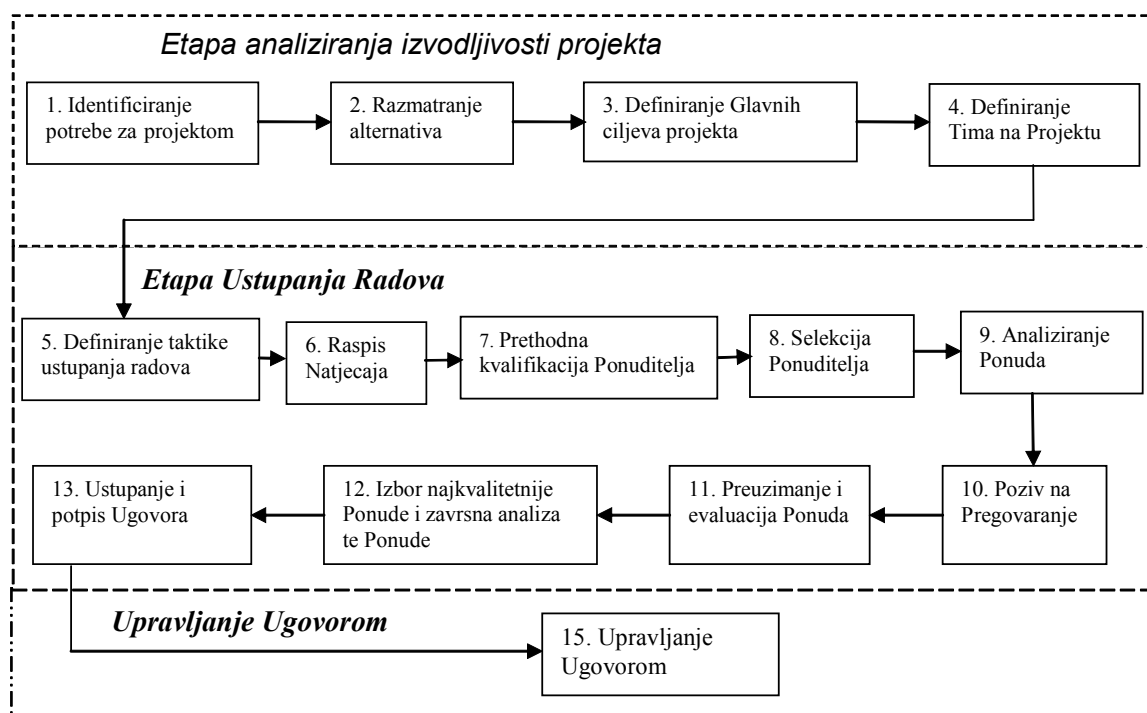 Etapa analiziranja izvodljivosti projekta
1. Identificiranje
potrebe za projektom
2. Razmatranje
alternativa
3. Definiranje Glavnih
ciljeva projekta
4. Definiranje
Tima na Projektu
Etapa Ustupanja Radova
5. Definiranje taktike
ustupanja radova
6. Raspis
Natjecaja
7. Prethodna
kvalifikacija Ponuditelja
8. Selekcija
Ponuditelja
9. Analiziranje
Ponuda
13. Ustupanje i
potpis Ugovora
12. Izbor najkvalitetnije
Ponude i zavrsna analiza
te Ponude
11. Preuzimanje i
evaluacija Ponuda
10. Poziv na
Pregovaranje
Upravljanje Ugovorom
15. Upravljanje
Ugovorom